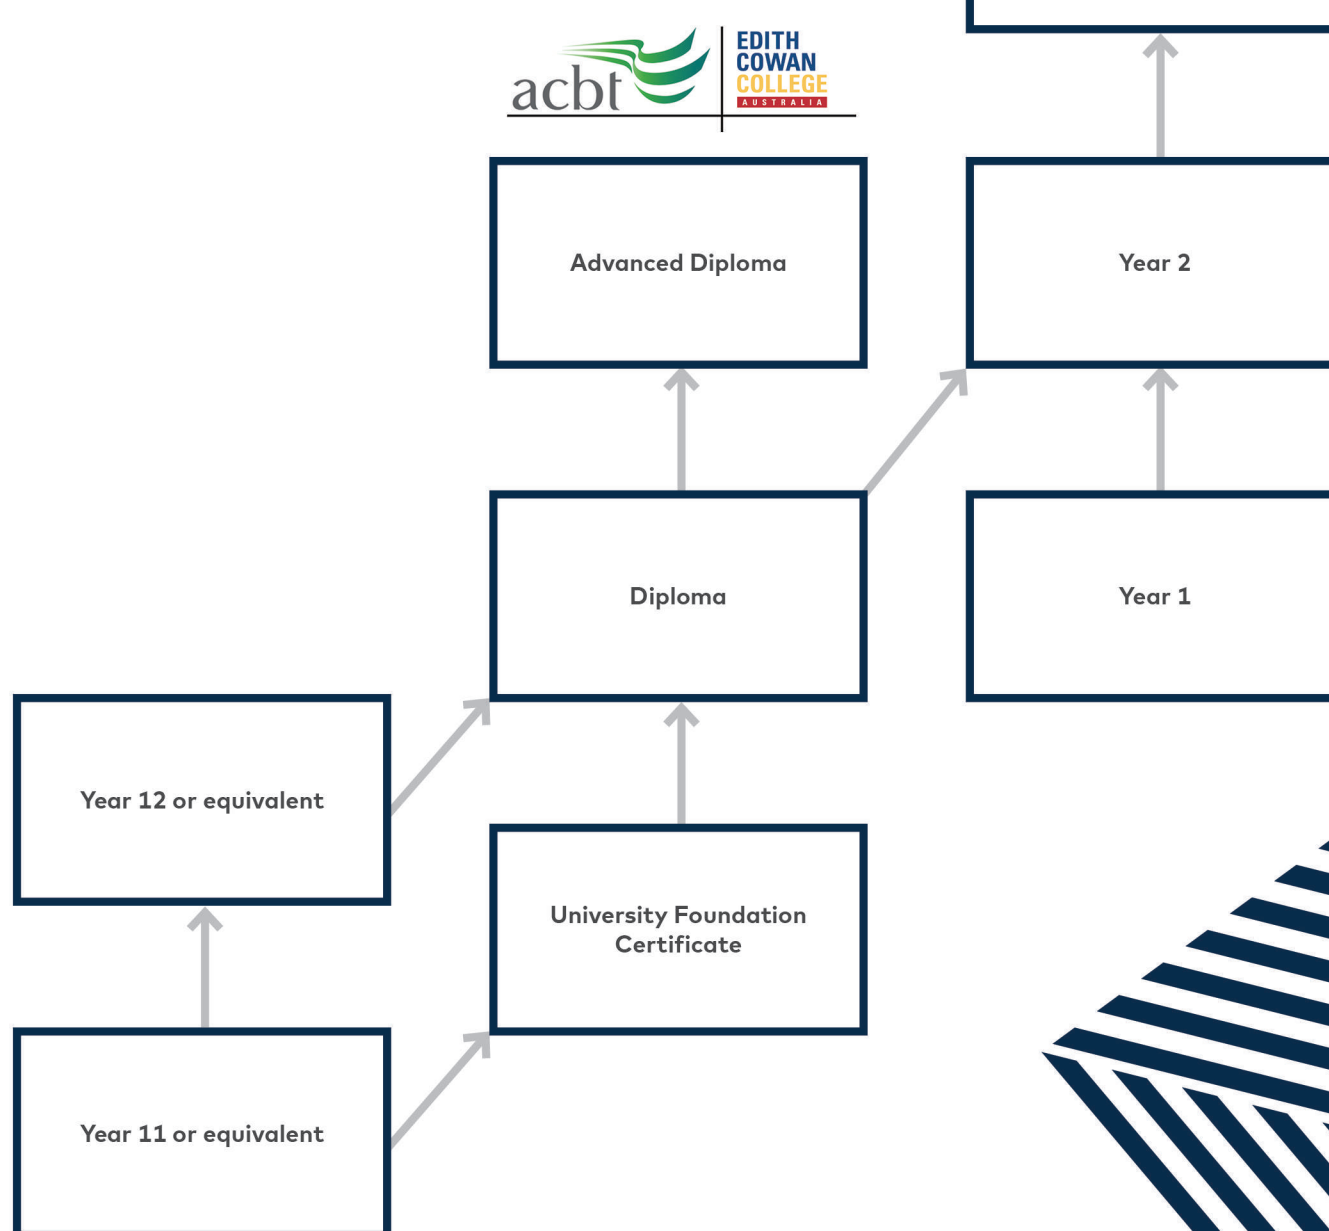 acbt
EDITH
COWAN
COLLEGE
AUSTRALIA
Advanced Diploma
Year 2
Diploma
Year 1
Year 12 or equivalent
University Foundation
Certificate
Year 11 or equivalent